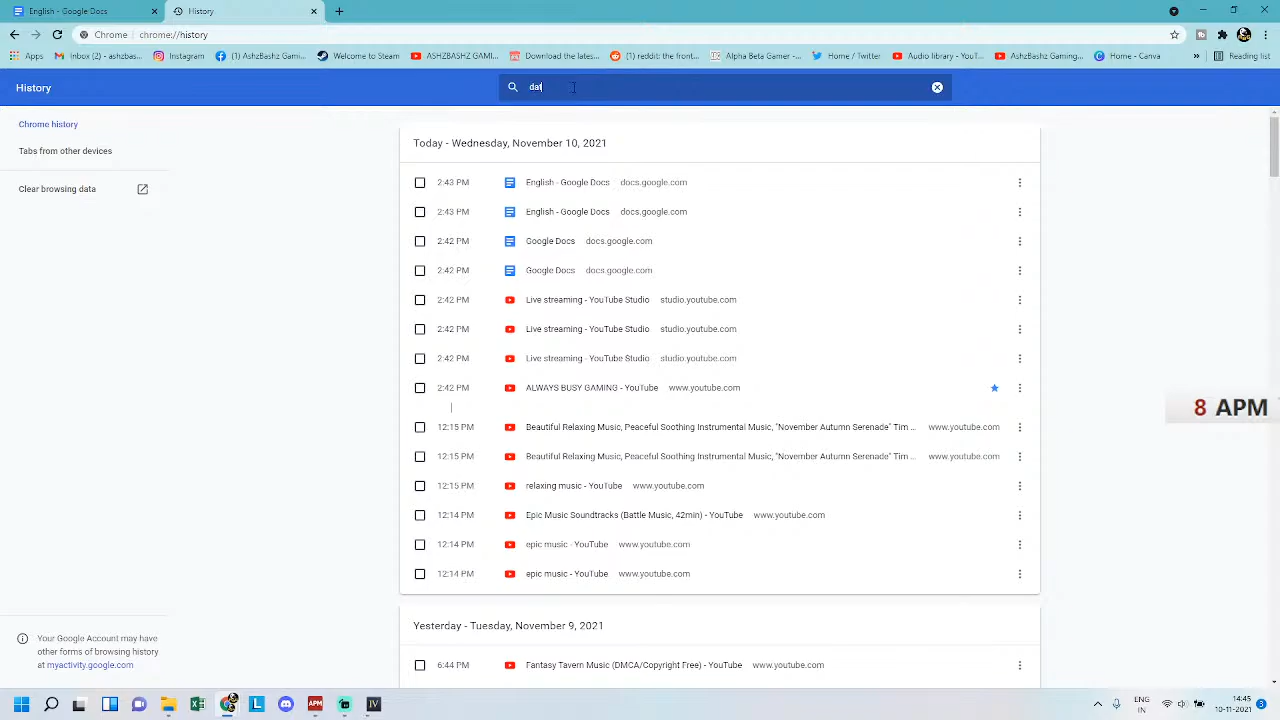 English - Google Docs
History
Chrome
chrome://history
Apps
Inbox (2) - ashzbas...
Instagram
(1) AshzBashz Gami...
Welcome to Steam
ASHZBASHZ GAMI...
Download the lates...
reddit: the front...
Alpha Beta Gamer -...
Home / Twitter
Audio library - YouT...
AshzBashz Gaming...
Home - Canva
»
Reading list
History
dal
Chrome history
Tabs from other devices
Clear browsing data
Today - Wednesday, November 10, 2021
2:43 PM English - Google Docs docs.google.com
2:43 PM English - Google Docs docs.google.com
2:42 PM Google Docs docs.google.com
2:42 PM Google Docs docs.google.com
2:42 PM Live streaming - YouTube Studio studio.youtube.com
2:42 PM Live streaming - YouTube Studio studio.youtube.com
2:42 PM Live streaming - YouTube Studio studio.youtube.com
2:42 PM ALWAYS BUSY GAMING - YouTube www.youtube.com
8 APM
12:15 PM Beautiful Relaxing Music, Peaceful Soothing Instrumental Music, "November Autumn Serenade" Tim ... www.youtube.com
12:15 PM Beautiful Relaxing Music, Peaceful Soothing Instrumental Music, "November Autumn Serenade" Tim ... www.youtube.com
12:15 PM relaxing music - YouTube www.youtube.com
12:14 PM Epic Music Soundtracks (Battle Music, 42min) - YouTube www.youtube.com
12:14 PM epic music - YouTube www.youtube.com
12:14 PM epic music - YouTube www.youtube.com
Yesterday - Tuesday, November 9, 2021
6:44 PM Fantasy Tavern Music (DMCA/Copyright Free) - YouTube www.youtube.com
Your Google Account may have
other forms of browsing history
at myactivity.google.com
L
APM
JV
ENG
IN
14:45
10-11-2021
3